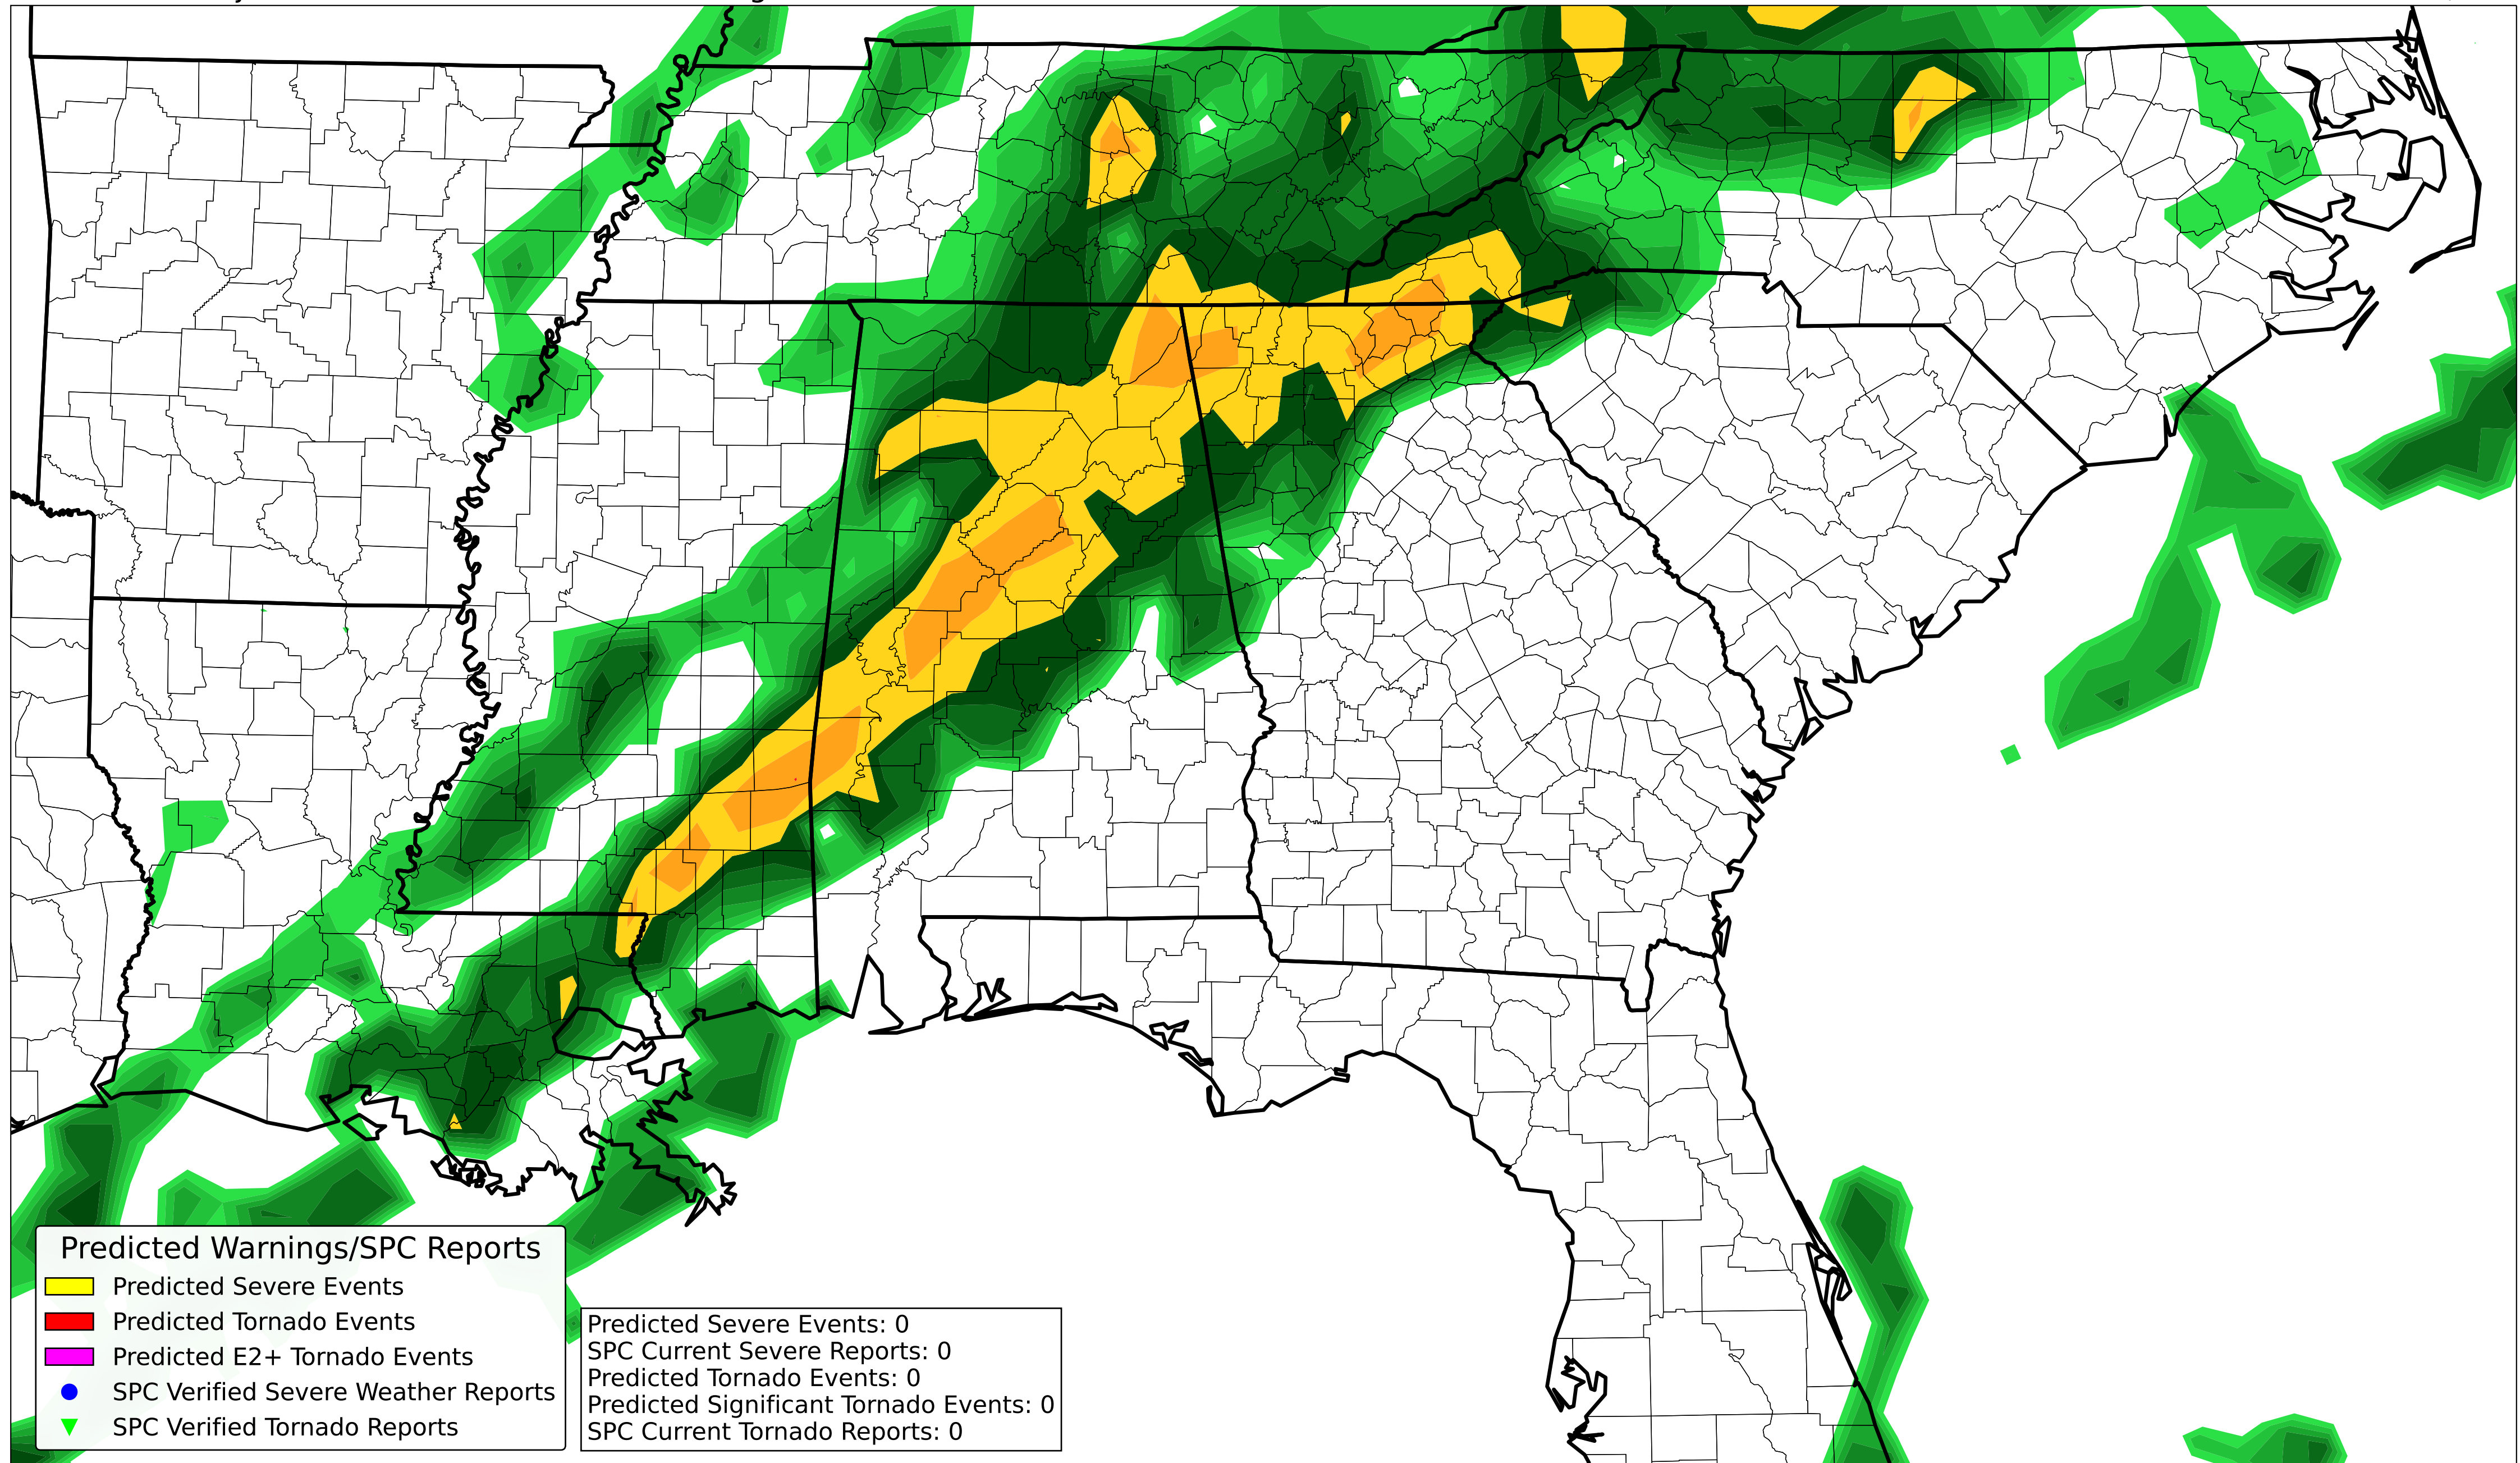 Predicted Warnings/SPC Reports
Predicted Severe Events
Predicted Tornado Events
Predicted E2+ Tornado Events
SPC Verified Severe Weather Reports
SPC Verified Tornado Reports
Predicted Severe Events: 0
SPC Current Severe Reports: 0
Predicted Tornado Events: 0
Predicted Significant Tornado Events: 0
SPC Current Tornado Reports: 0